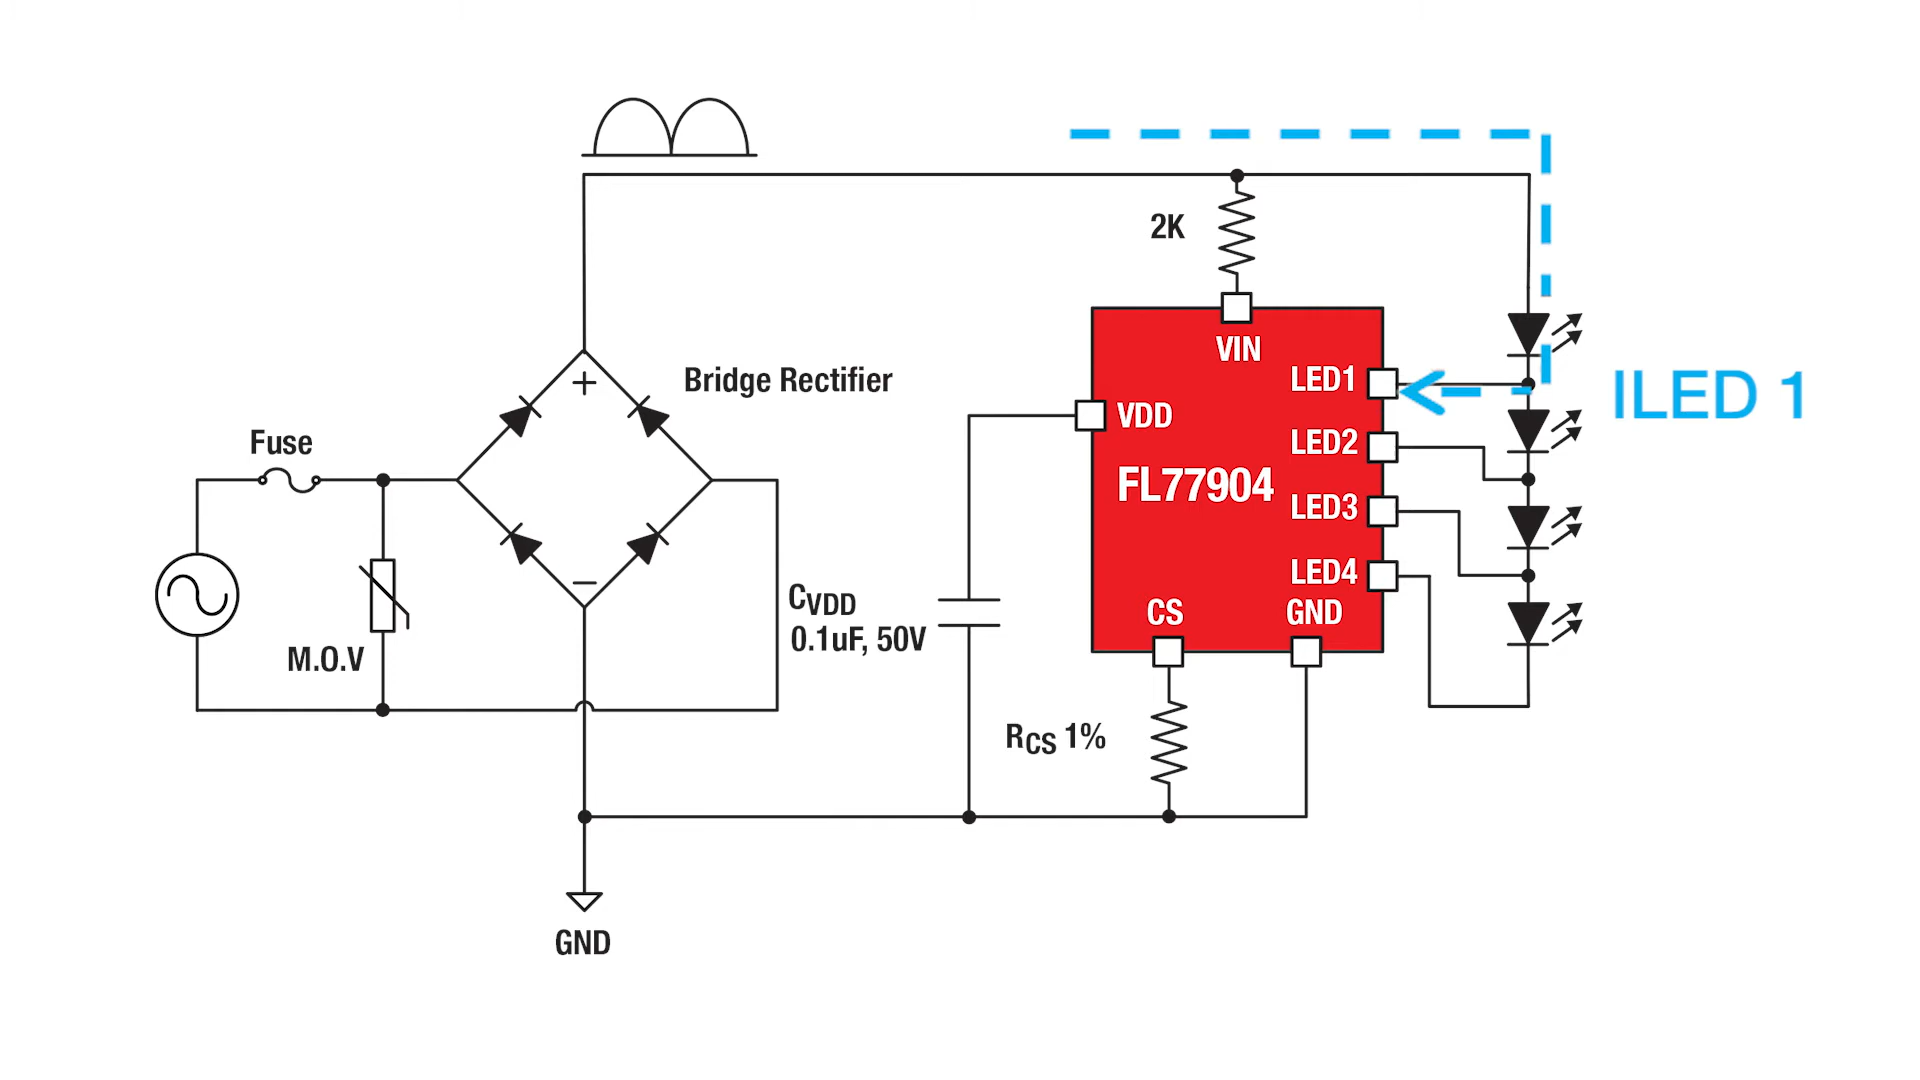 2K
VIN
Bridge Rectifier
LED1
ILED 1
VDD
Fuse
LED2
FL77904
LED3
LED4
CVDD
0.1uF, 50V
CS
GND
M.O.V
RCS 1%
GND